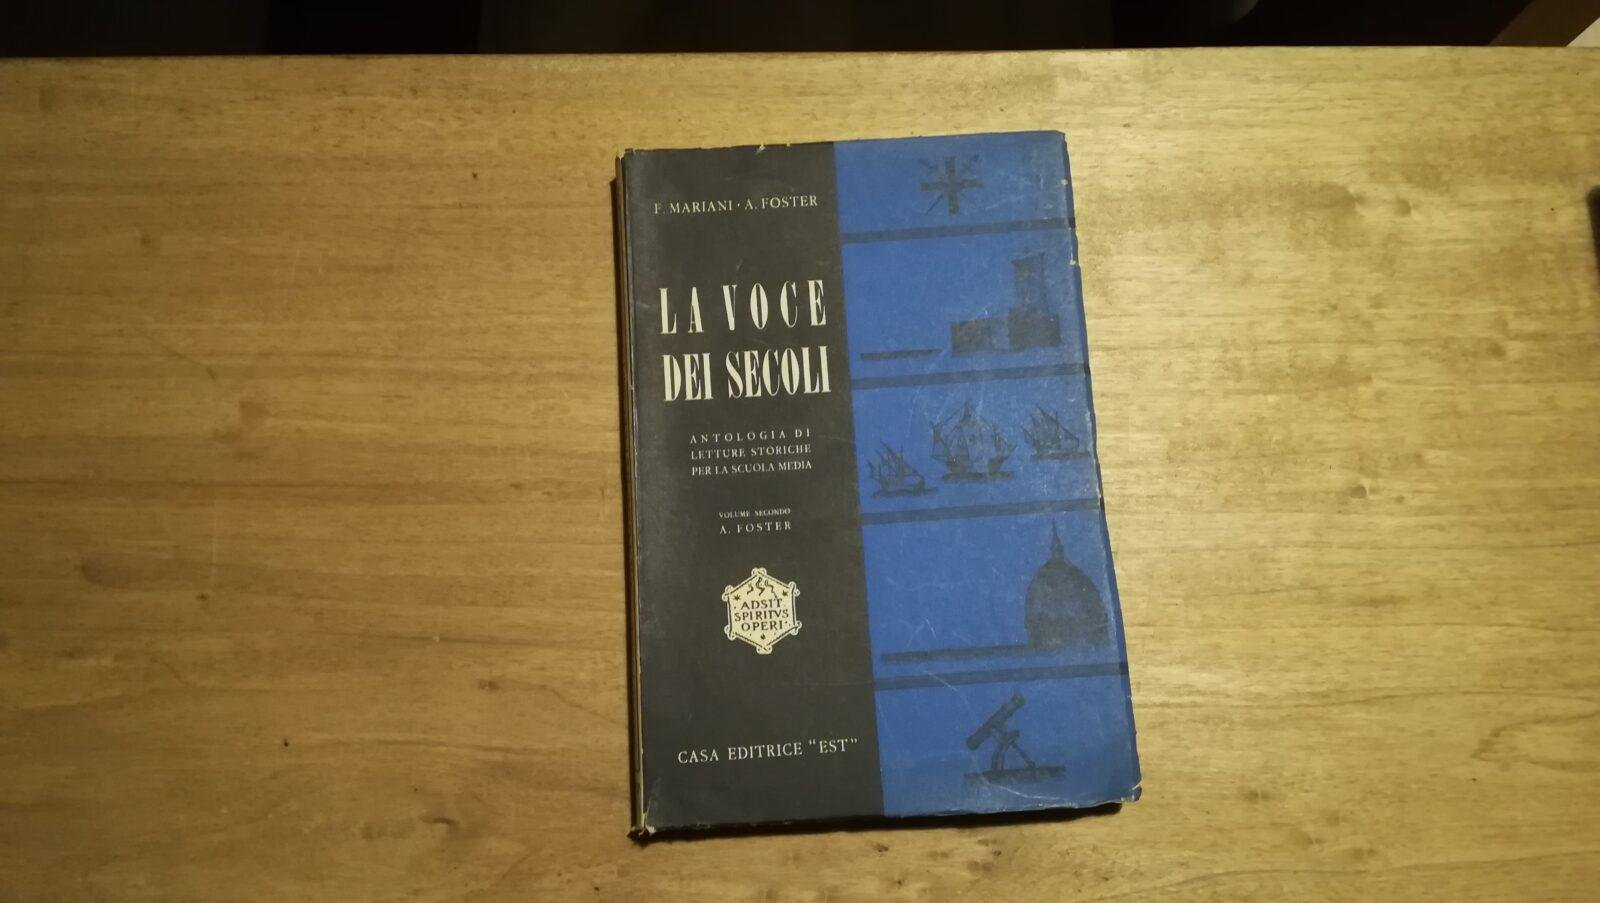 F. MARIANI · A. FOSTER
LA VOCE
DEI SECOLI
ANTOLOGIA DI
LETTURE STORICHE
PER LA SCUOLA MEDIA
VOLUME SECONDO
A. FOSTER
ADSIT
SPIRITVS
OPERI
CASA EDITRICE "EST"